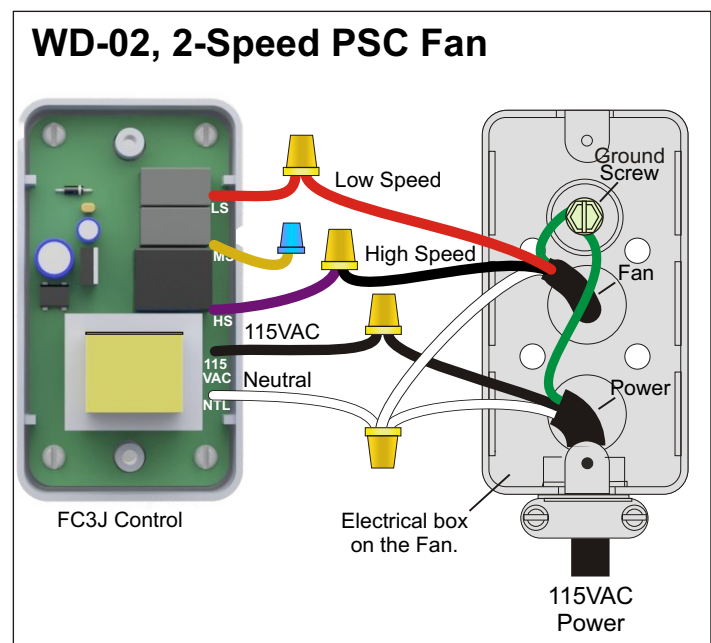 WD-02, 2-Speed PSC Fan
Low Speed
LS
Ground
Screw
MS
High Speed
Fan
HS
115VAC
115
VAC
Neutral
NTL
Power
FC3J Control
Electrical box
on the Fan.
115VAC
Power